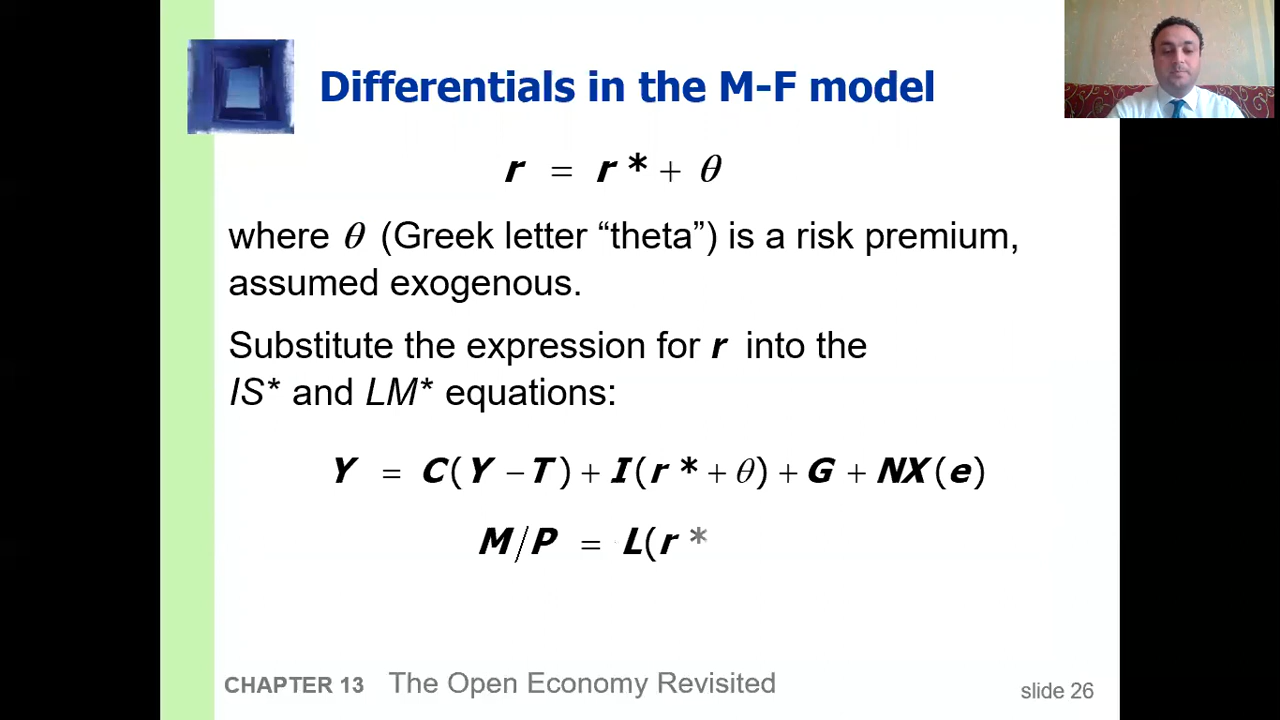 Differentials in the M-F model
r = r* + θ
where θ (Greek letter “theta”) is a risk premium,
assumed exogenous.
Substitute the expression for r into the
IS* and LM* equations:
Y = C(Y − T) + I(r* + θ) + G + NX(e)
M/P = L(r*
CHAPTER 13 The Open Economy Revisited
slide 26